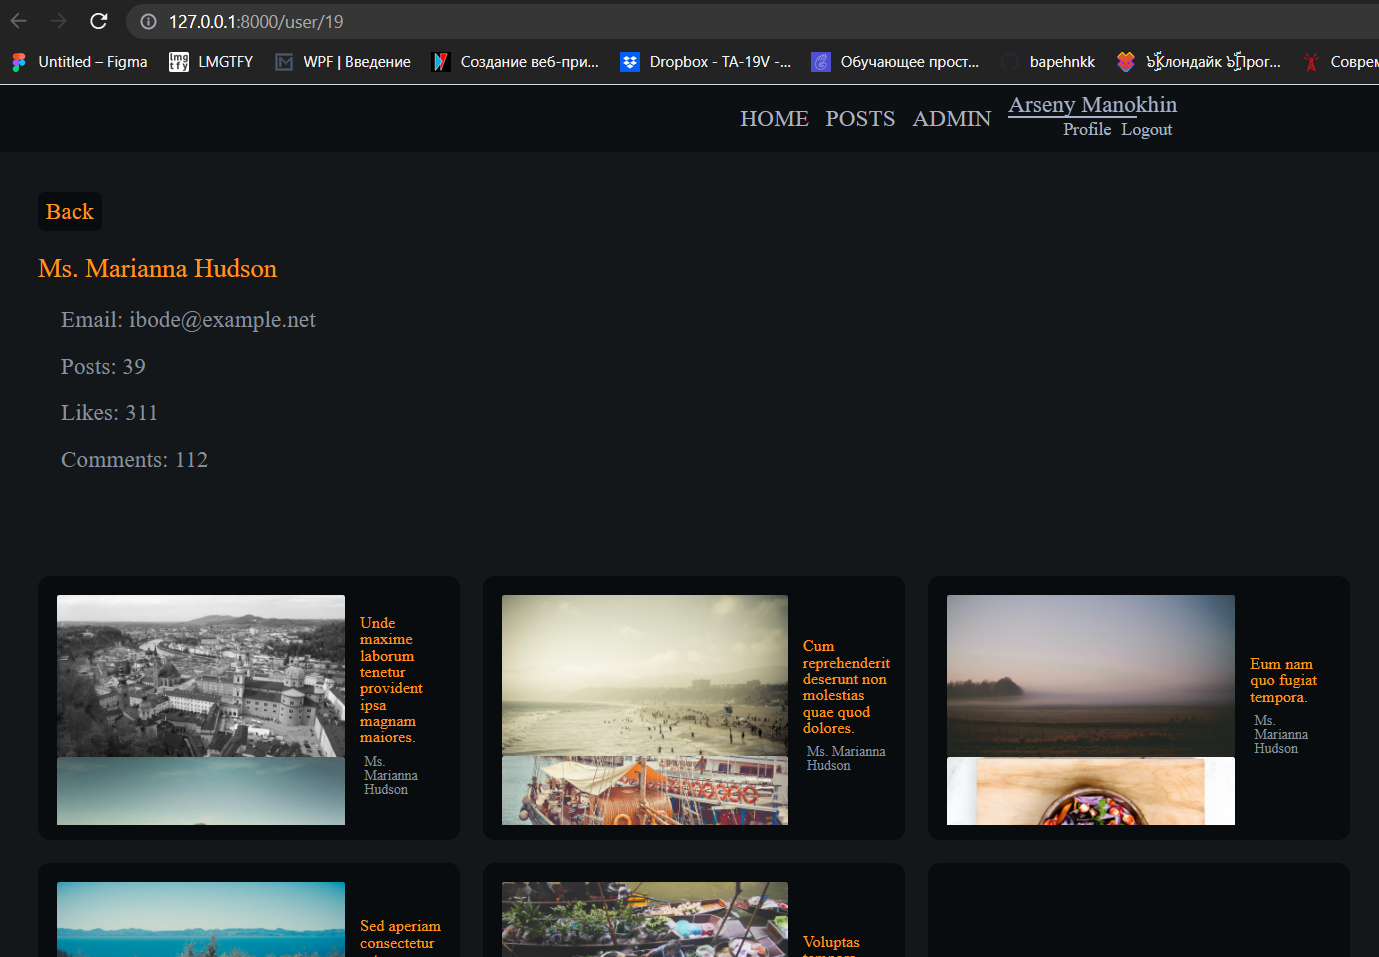 127.0.0.1:8000/user/19
Untitled – Figma
LMGTFY
WPF | Введение
Создание веб-при...
Dropbox - TA-19V -...
Обучающее прост...
bapehnkk
Соврем
HOME POSTS ADMIN Arseny Manokhin
Profile Logout
Back
Ms. Marianna Hudson
Email: ibode@example.net
Posts: 39
Likes: 311
Comments: 112
Unde
maxime
laborum
tenetur
provident
ipsa
magnam
maiores.
Ms.
Marianna
Hudson
Cum
reprehenderit
deserunt non
molestias
quae quod
dolores.
Ms. Marianna
Hudson
Eum nam
quo fugiat
tempora.
Ms.
Marianna
Hudson
Sed aperiam
consectetur
Voluptas